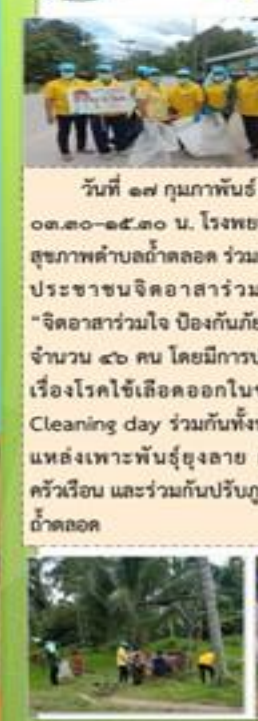 วันที่ ๑๗ กุมภาพันธ์
๐๓.๓๐–๑๕.๓๐ น. โรงพย
สุขภาพตำบลถ้ำตลอด ร่วม
ประชาชนจิตอาสาร่วม
"จิตอาสาร่วมใจ ป้องกันภัย
จำนวน ๔๖ คน โดยมีการบ
เรื่องโรคไข้เลือดออกใน
Cleaning day ร่วมกันทั้ง
แหล่งเพาะพันธุ์ยุงลาย
ครัวเรือน และร่วมกันปรับภู
ถ้ำตลอด